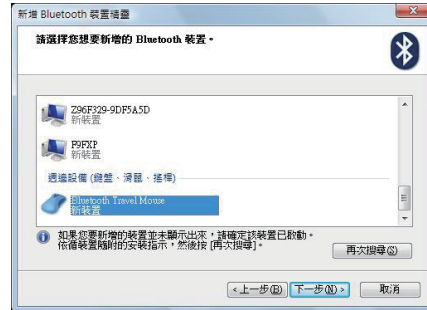 新增 Bluetooth 裝置精靈
請選擇您想要新增的 Bluetooth 裝置。
Z96F329-9DF5A5D
新裝置
P9FXP
新裝置
週邊設備 (鍵盤、滑鼠、搖桿)
Bluetooth Travel Mouse
新裝置
如果您要新增的裝置並未顯示出來，請確定該裝置已啟動。
依循裝置隨附的安裝指示，然後按 [再次搜尋]。
再次搜尋(S)
<上一步(B)
下一步(N)>
取消